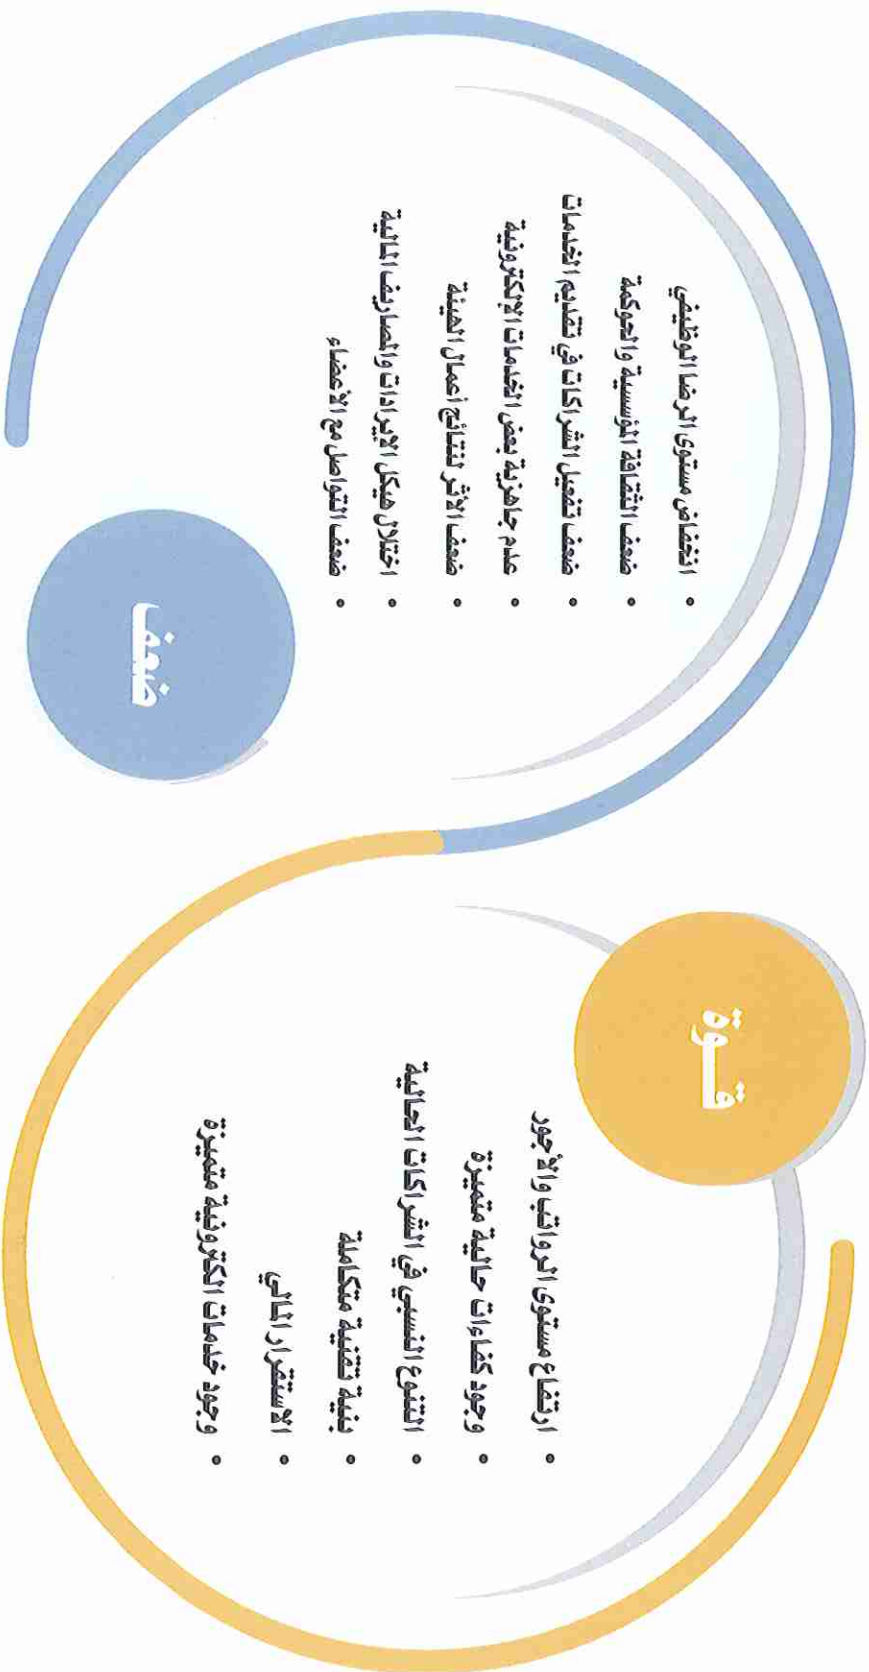 قــوة
ارتفاع مستوى الرواتب والأجور
وجود كفاءات حالية متميزة
التنوع النسبي في الشراكات الحالية
بنية تقنية متكاملة
الاستقرار المالي
وجود خدمات الكترونية متميزة
ضعف
انخفاض مستوى الرضا الوظيفي
ضعف الثقافة المؤسسية والحوكمة
ضعف تفعيل الشراكات في تقديم الخدمات
عدم جاهزية بعض الخدمات الإلكترونية
ضعف الأثر لنتائج أعمال الهيئة
اختلال هيكل الايرادات والمصاريف المالية
ضعف التواصل مع الأعضاء